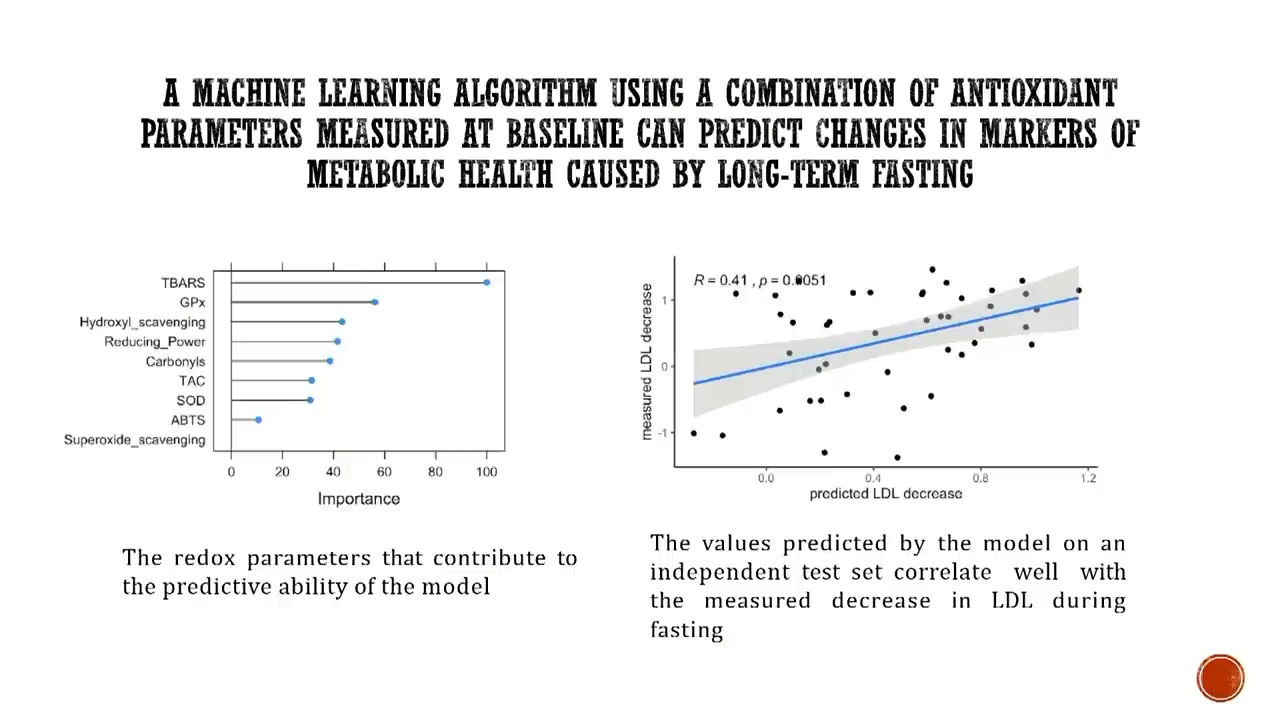 A MACHINE LEARNING ALGORITHM USING A COMBINATION OF ANTIOXIDANT
PARAMETERS MEASURED AT BASELINE CAN PREDICT CHANGES IN MARKERS OF
METABOLIC HEALTH CAUSED BY LONG-TERM FASTING
TBARS
GPx
Hydroxyl_scavenging
Reducing_Power
Carbonyls
TAC
SOD
ABTS
Superoxide_scavenging
0 20 40 60 80 100
Importance
R = 0.41 , p = 0.0051
measured LDL decrease
1
0
-1
0.0 0.4 0.8 1.2
predicted LDL decrease
The redox parameters that contribute to
the predictive ability of the model
The values predicted by the model on an
independent test set correlate well with
the measured decrease in LDL during
fasting